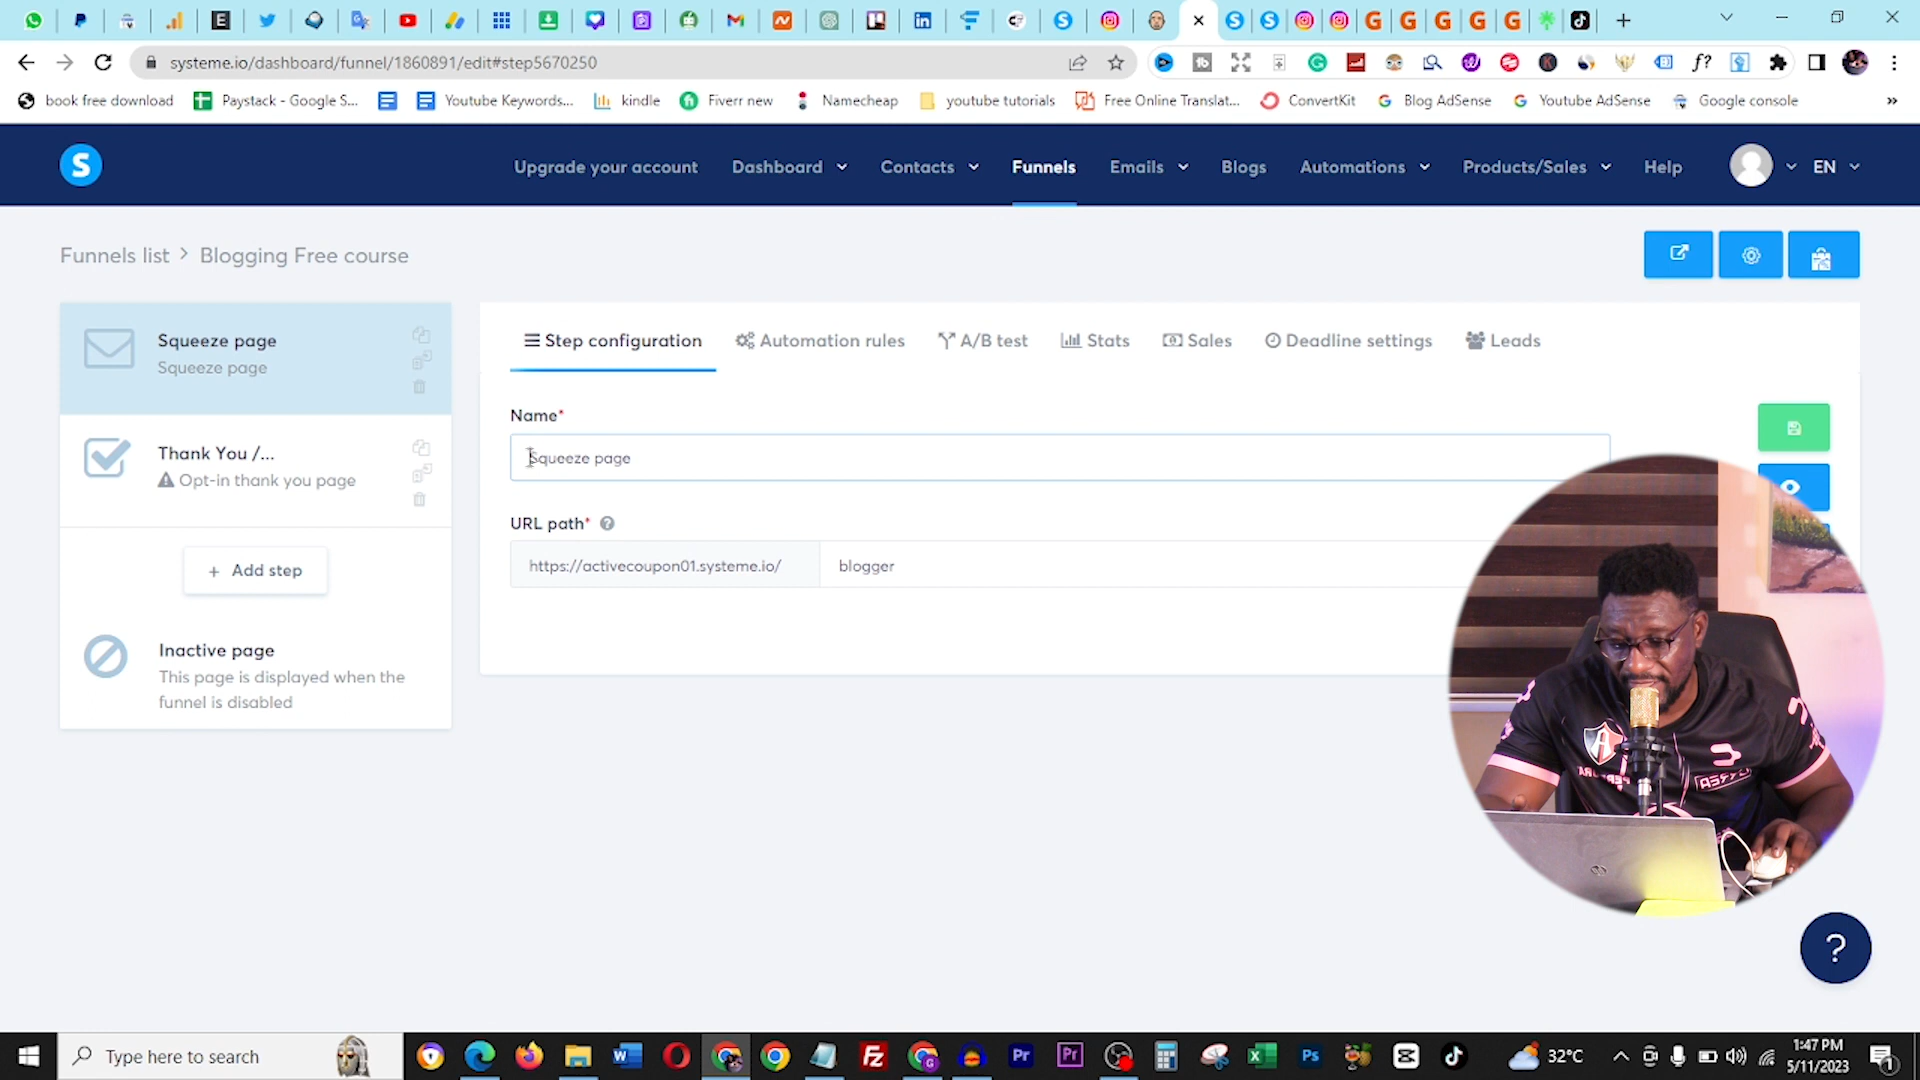 systeme.io/dashboard/funnel/1860891/edit#step5670250
book free download
Paystack - Google S...
Youtube Keywords...
kindle
Fiverr new
Namecheap
youtube tutorials
Free Online Translat...
ConvertKit
Blog AdSense
Youtube AdSense
Google console
»
S
Upgrade your account
Dashboard
Contacts
Funnels
Emails
Blogs
Automations
Products/Sales
Help
EN
Funnels list > Blogging Free course
Squeeze page
Squeeze page
Thank You /...
Opt-in thank you page
+ Add step
Inactive page
This page is displayed when the
funnel is disabled
Step configuration
Automation rules
A/B test
Stats
Sales
Deadline settings
Leads
Name*
Squeeze page
URL path*
https://activecoupon01.systeme.io/
blogger
?
Type here to search
32°C
1:47 PM
5/11/2023